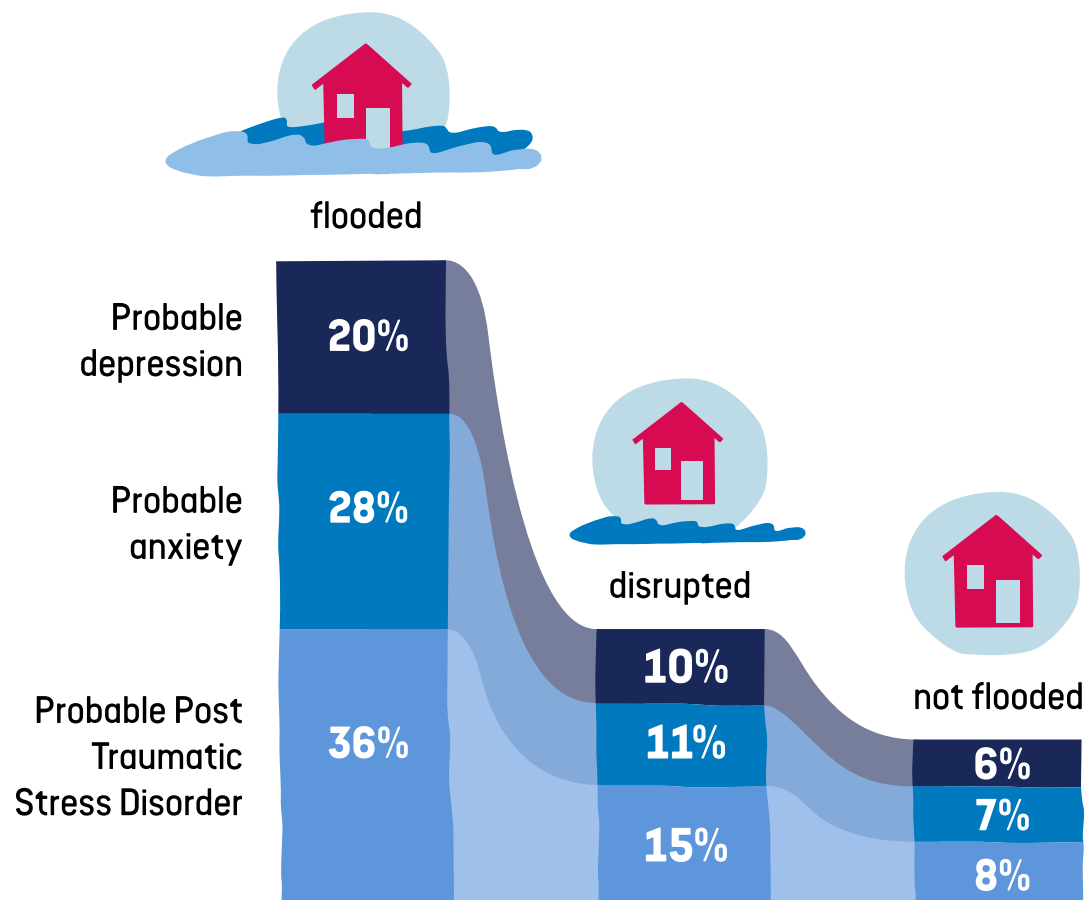 flooded
Probable
depression
20%
Probable
anxiety
28%
Probable Post
Traumatic
Stress Disorder
36%
disrupted
10%
11%
15%
not flooded
6%
7%
8%